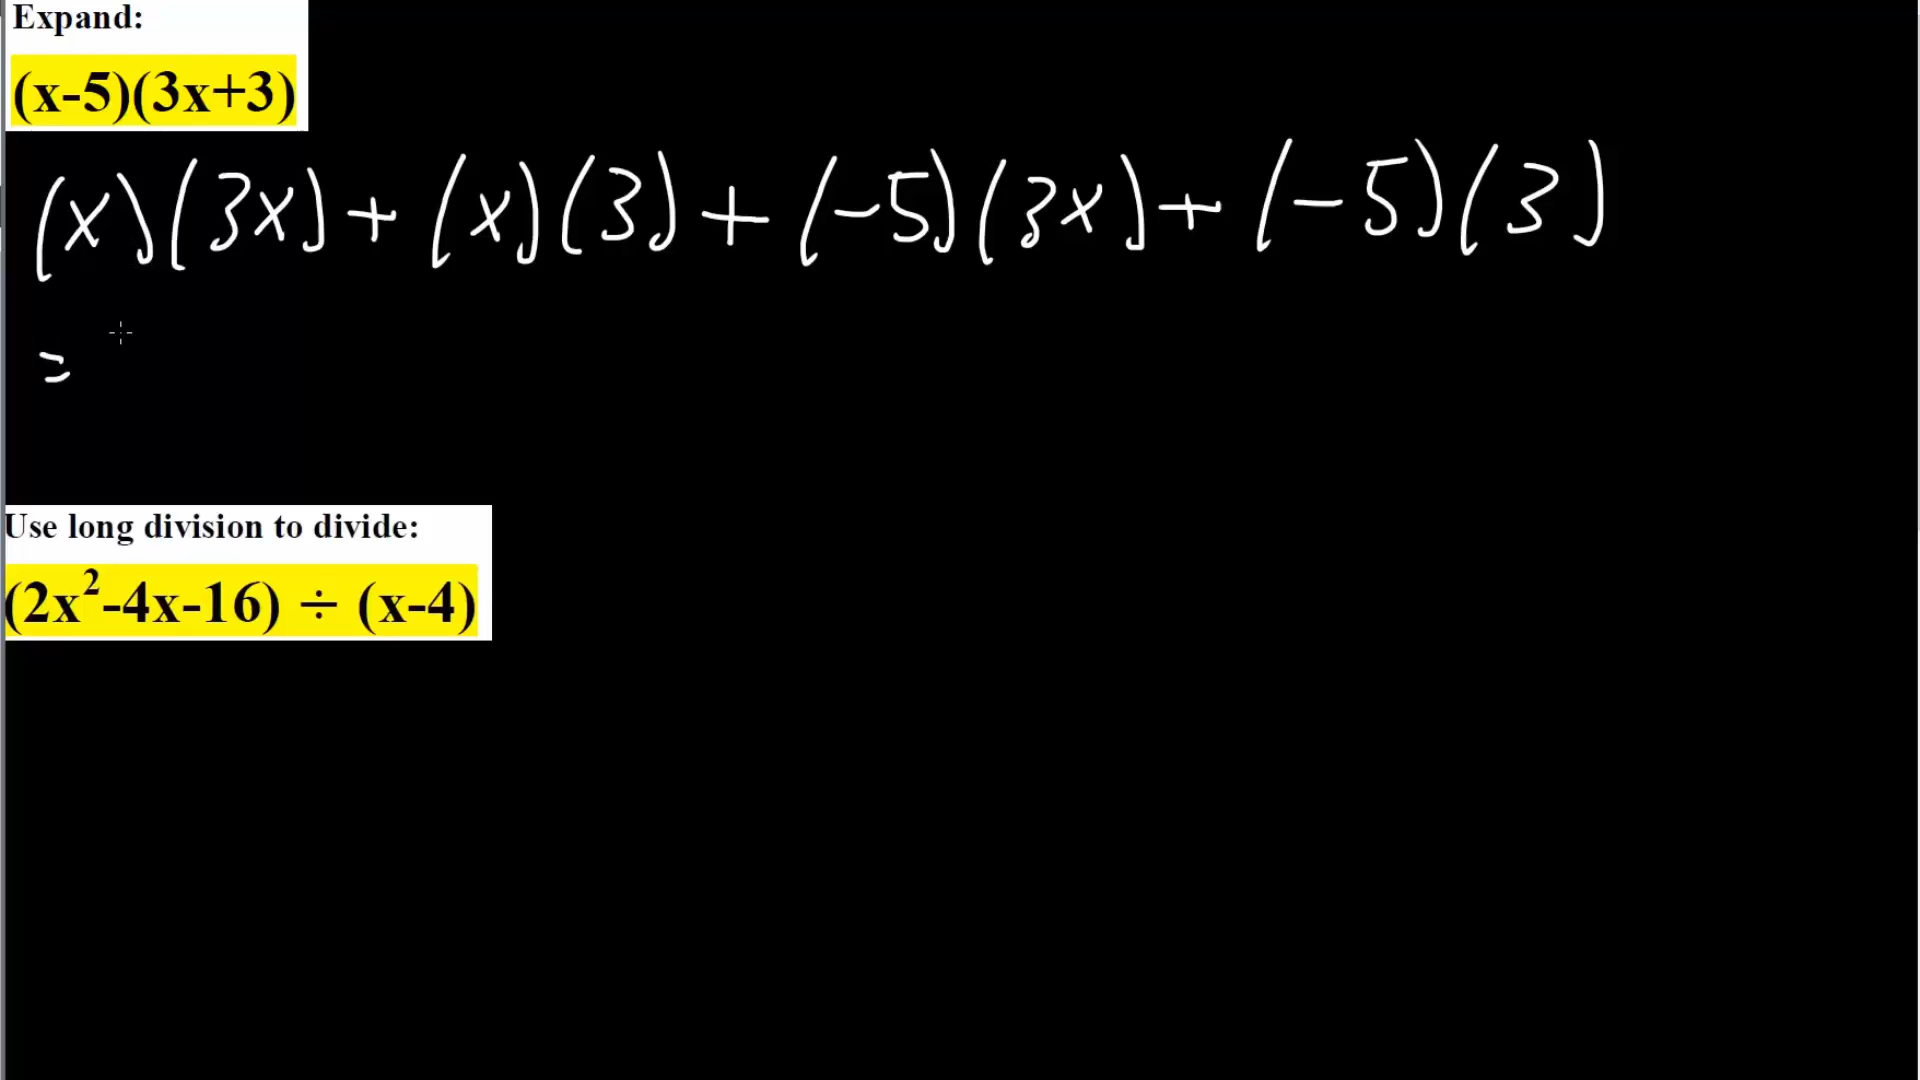 Expand:
(x-5)(3x+3)
(x)(3x)+(x)(3)+(-5)(3x)+(-5)(3)
=
Use long division to divide:
(2x²-4x-16) ÷ (x-4)